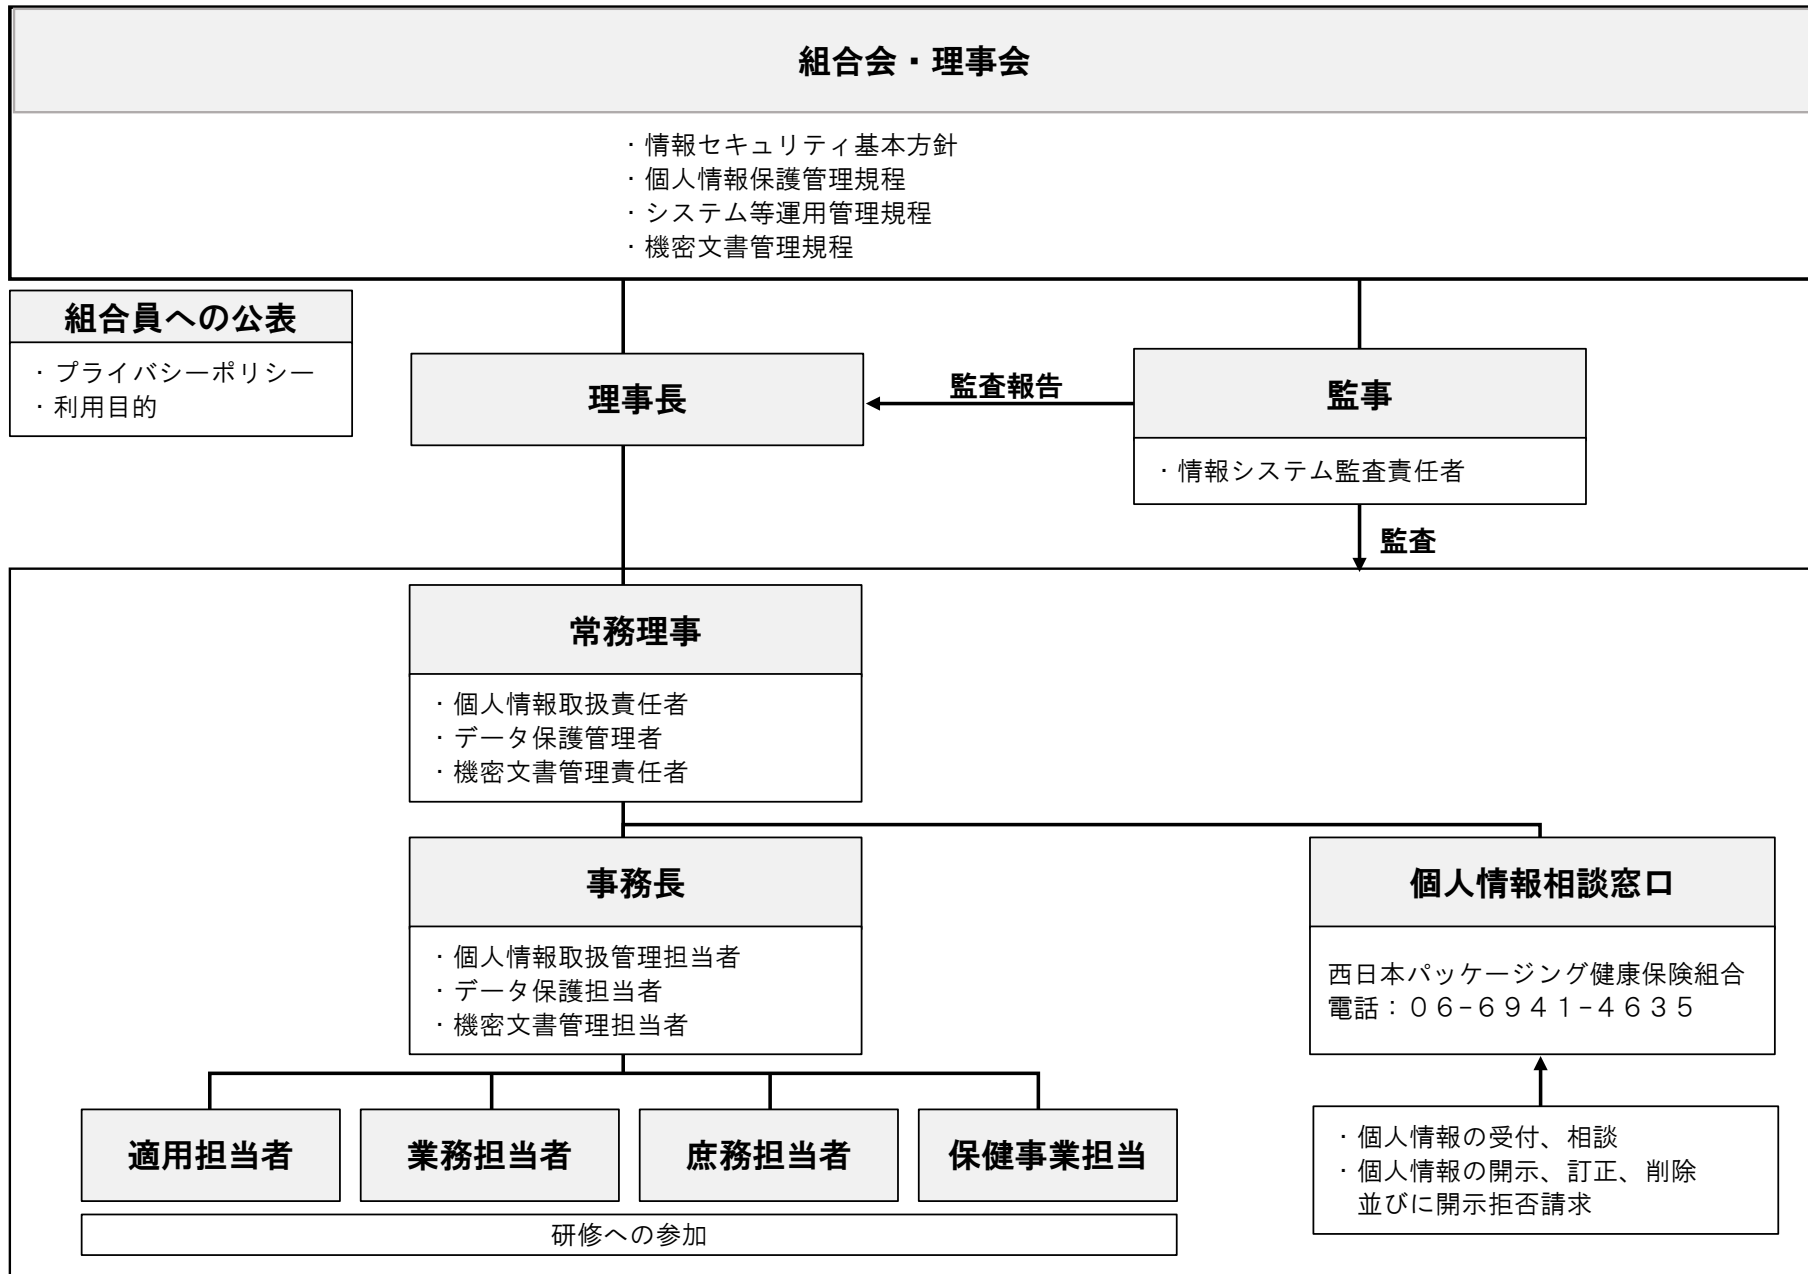 組合会・理事会
・情報セキュリティ基本方針
・個人情報保護管理規程
・システム等運用管理規程
・機密文書管理規程
組合員への公表
・プライバシーポリシー
・利用目的
理事長
監査報告
監事
・情報システム監査責任者
監査
常務理事
・個人情報取扱責任者
・データ保護管理者
・機密文書管理責任者
事務長
・個人情報取扱管理担当者
・データ保護担当者
・機密文書管理担当者
個人情報相談窓口
西日本パッケージング健康保険組合
電話：０６-６９４１-４６３５
適用担当者
業務担当者
庶務担当者
保健事業担当
研修への参加
・個人情報の受付、相談
・個人情報の開示、訂正、削除
並びに開示拒否請求